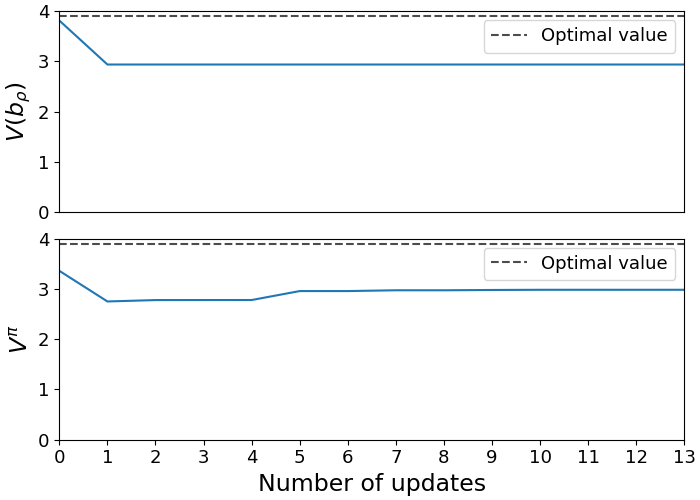 4
3
2
1
0
V(b_ρ)
Optimal value
4
3
2
1
0
V^π
Optimal value
0 1 2 3 4 5 6 7 8 9 10 11 12 13
Number of updates